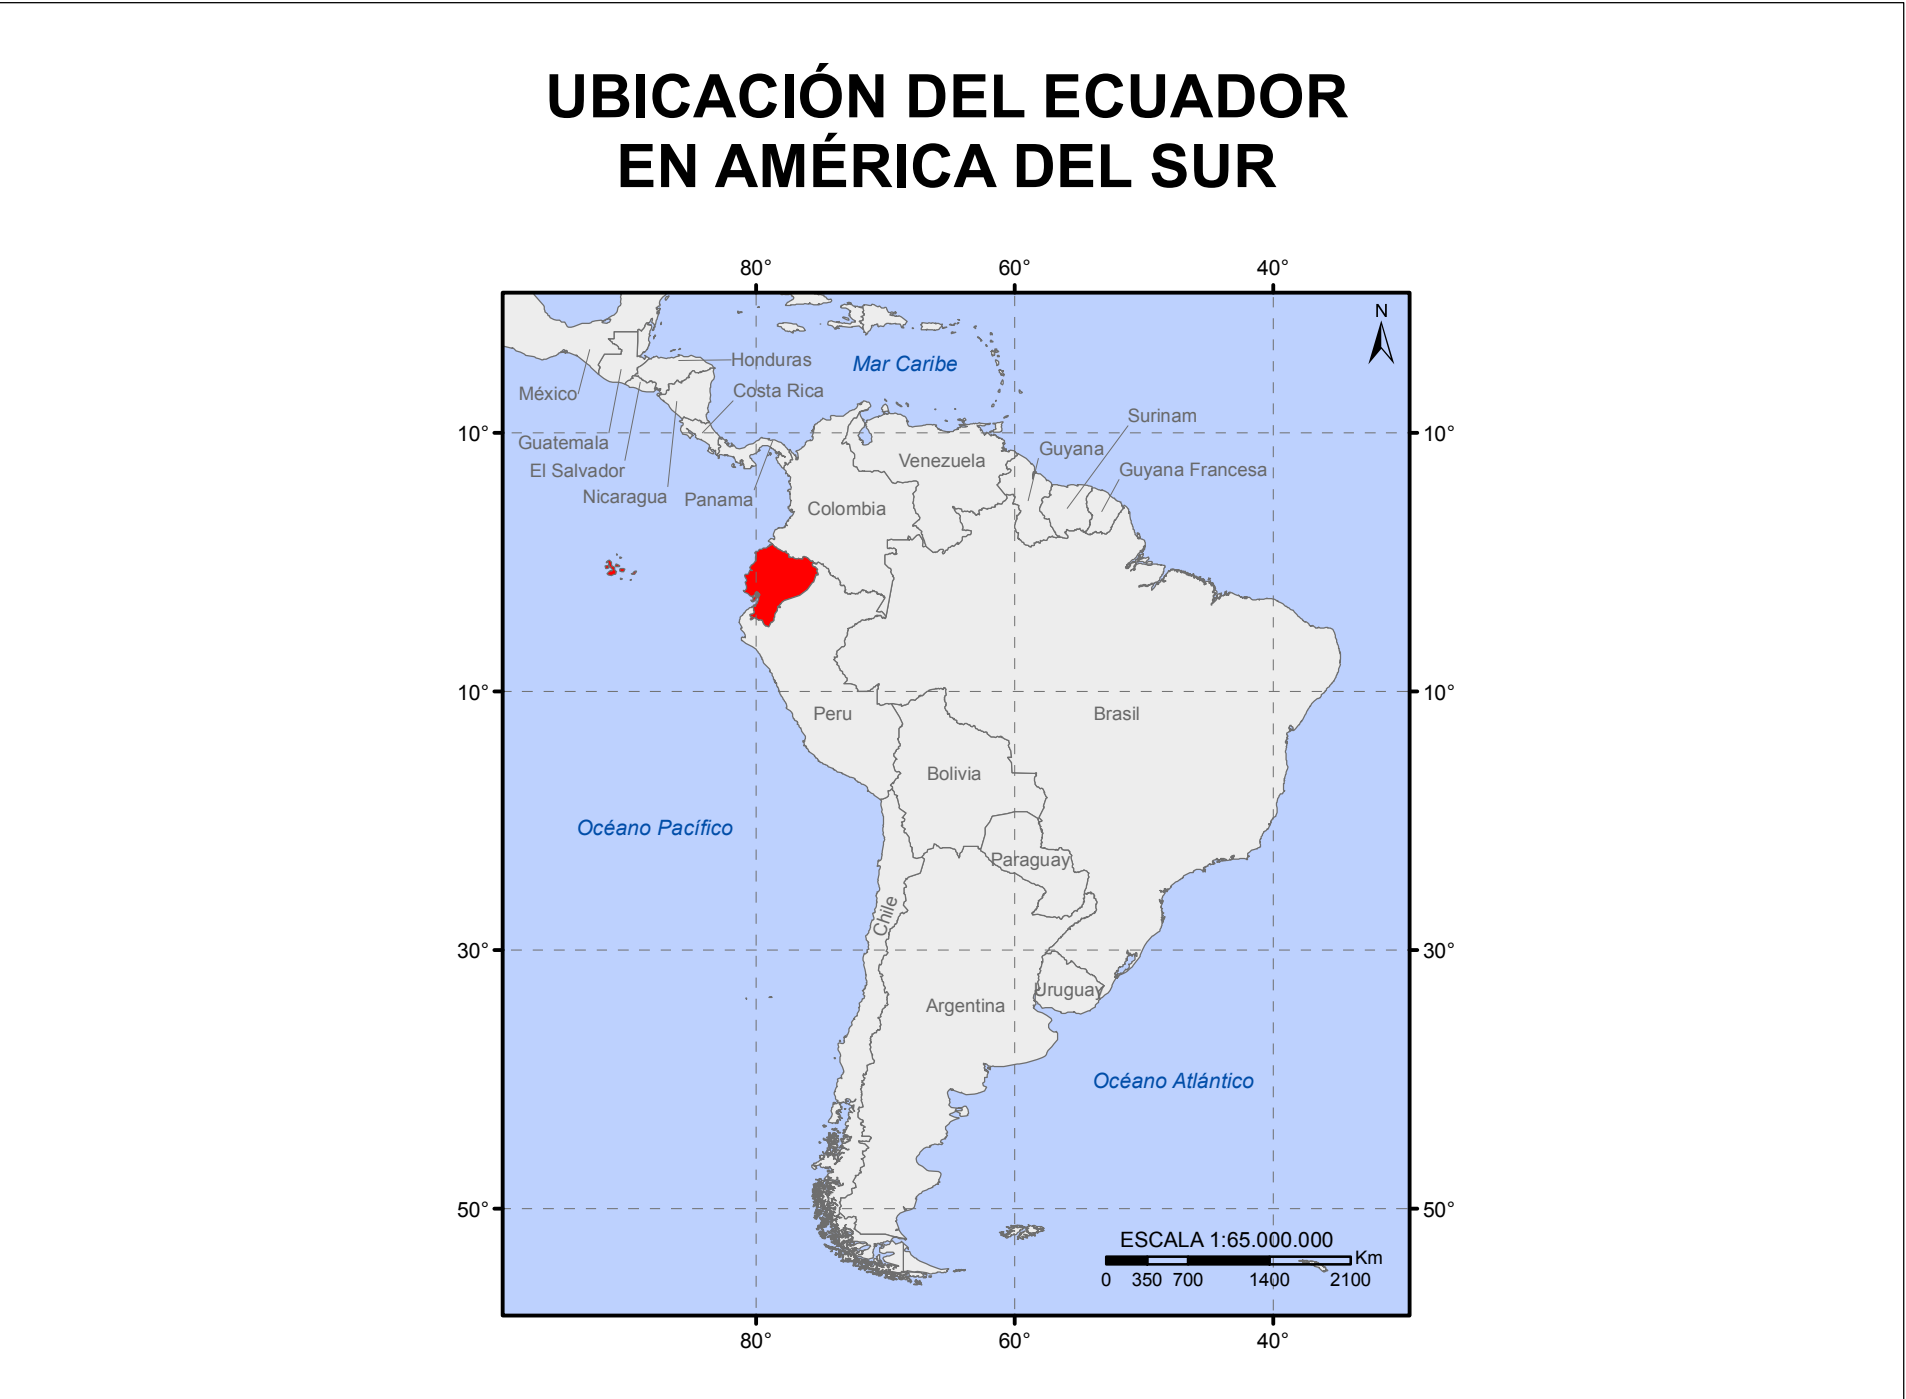 UBICACIÓN DEL ECUADOR
EN AMÉRICA DEL SUR
80°
60°
40°
N
Honduras
Mar Caribe
México
Costa Rica
Surinam
10°
10°
Guatemala
Guyana
El Salvador
Venezuela
Guyana Francesa
Nicaragua
Panama
Colombia
10°
10°
Peru
Brasil
Bolivia
Océano Pacífico
Paraguay
Chile
30°
30°
Uruguay
Argentina
Océano Atlántico
50°
50°
ESCALA 1:65.000.000
Km
0 350 700 1400 2100
80°
60°
40°